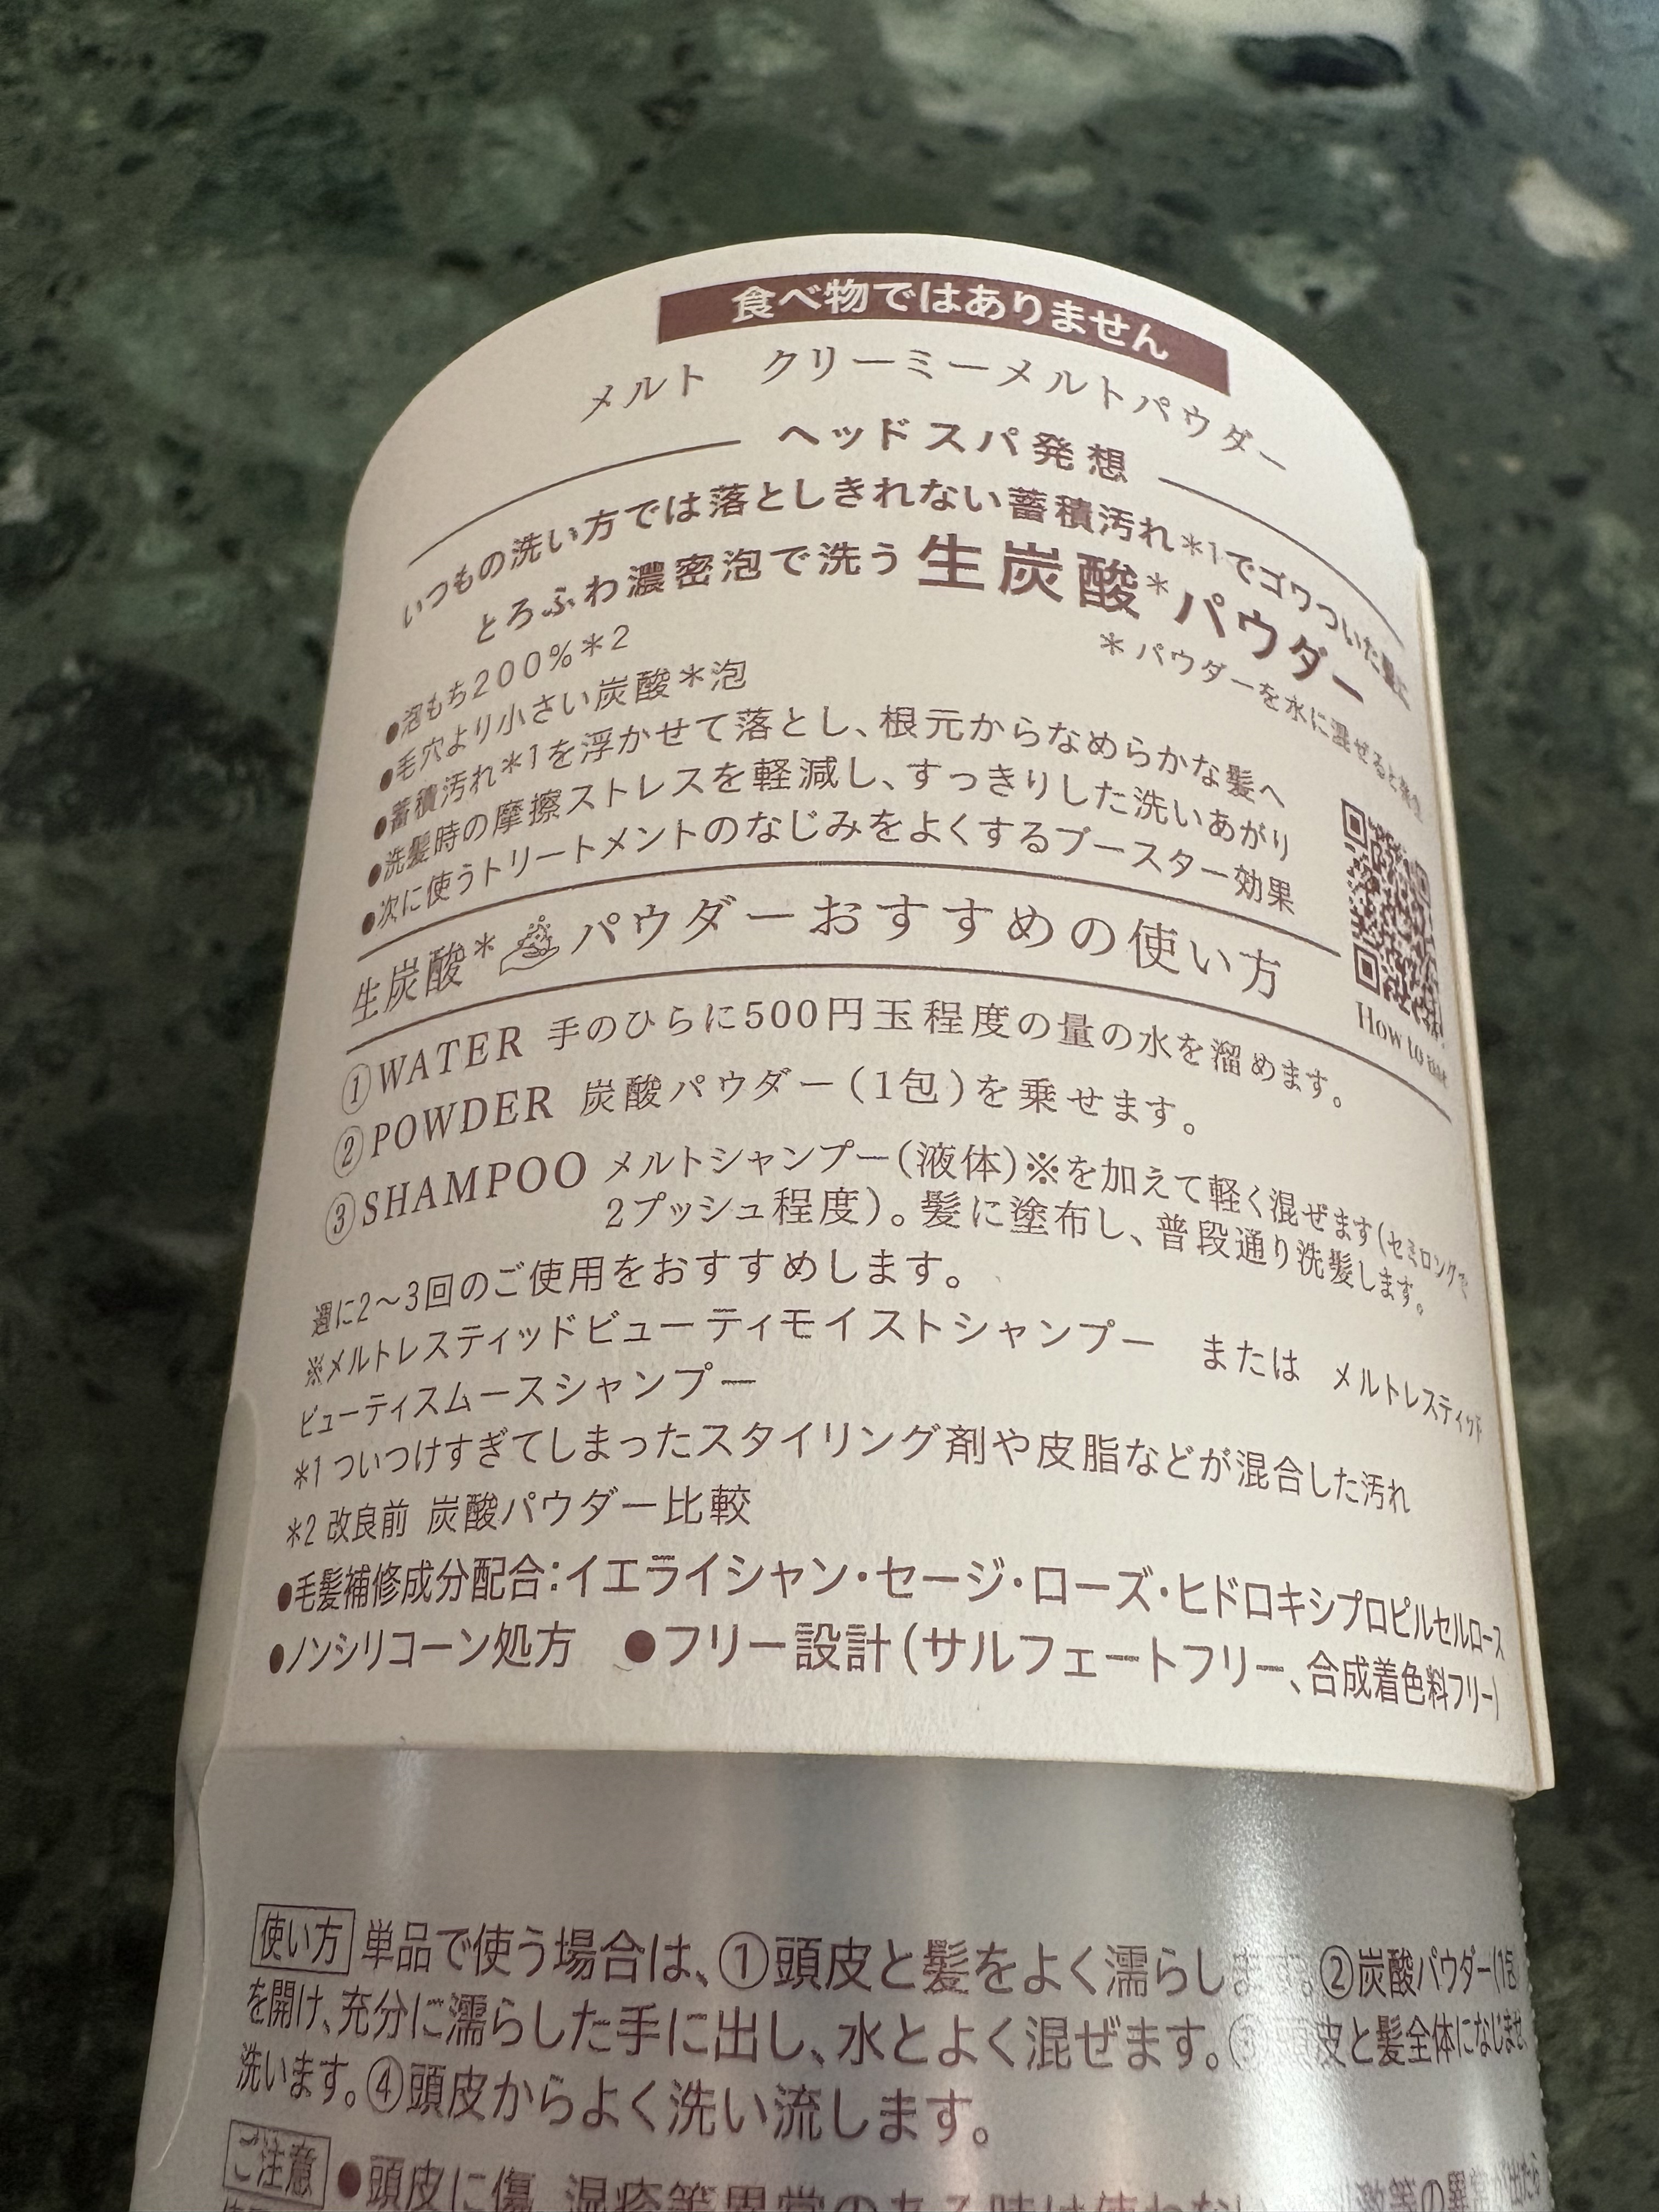 食べ物ではありません
メルト　クリーミーメルトパウダー
ヘッドスパ発想
いつもの洗い方では落としきれない蓄積汚れ*1でゴワついた髪に
とろふわ濃密泡で洗う生炭酸*パウダー
*パウダーを水に混ぜると発生
●泡もち200%*2
●毛穴より小さい炭酸*泡
●蓄積汚れ*1を浮かせて落とし、根元からなめらかな髪へ
●洗髪時の摩擦ストレスを軽減し、すっきりした洗いあがり
●次に使うトリートメントのなじみをよくするブースター効果
How to use
生炭酸*パウダーおすすめの使い方
①WATER 手のひらに500円玉程度の量の水を溜めます。
②POWDER 炭酸パウダー(1包)を乗せます。
③SHAMPOO メルトシャンプー(液体)※を加えて軽く混ぜます(セミロングで
2プッシュ程度)。髪に塗布し、普段通り洗髪します。
週に2〜3回のご使用をおすすめします。
※メルトレスティッドビューティモイストシャンプー　または　メルトレスティッド
ビューティスムースシャンプー
*1 ついつけすぎてしまったスタイリング剤や皮脂などが混合した汚れ
*2 改良前 炭酸パウダー比較
●毛髪補修成分配合：イエライシャン・セージ・ローズ・ヒドロキシプロピルセルロース
●ノンシリコーン処方　●フリー設計(サルフェートフリー、合成着色料フリー)
使い方 単品で使う場合は、①頭皮と髪をよく濡らします。②炭酸パウダー(1包)
を開け、充分に濡らした手に出し、水とよく混ぜます。③頭皮と髪全体になじませ
洗います。④頭皮からよく洗い流します。
ご注意 ●頭皮に傷、湿疹等異常のある時は使わない